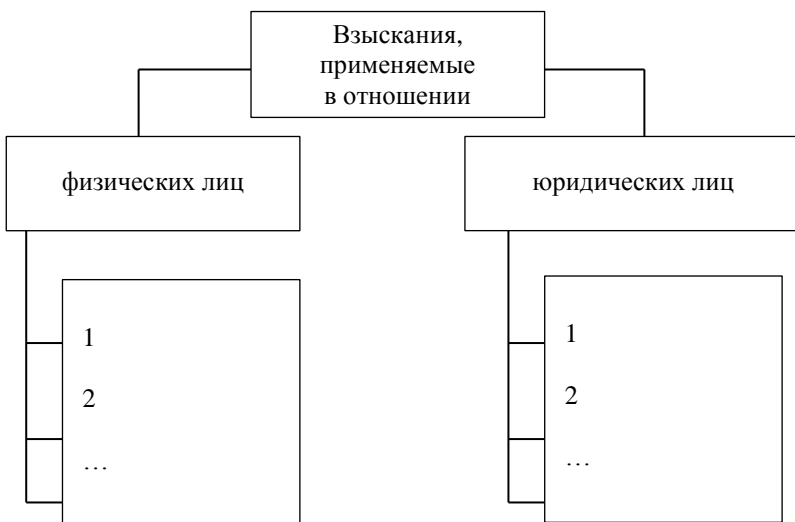 Взыскания,
применяемые
в отношении
физических лиц
юридических лиц
1
2
…
1
2
…